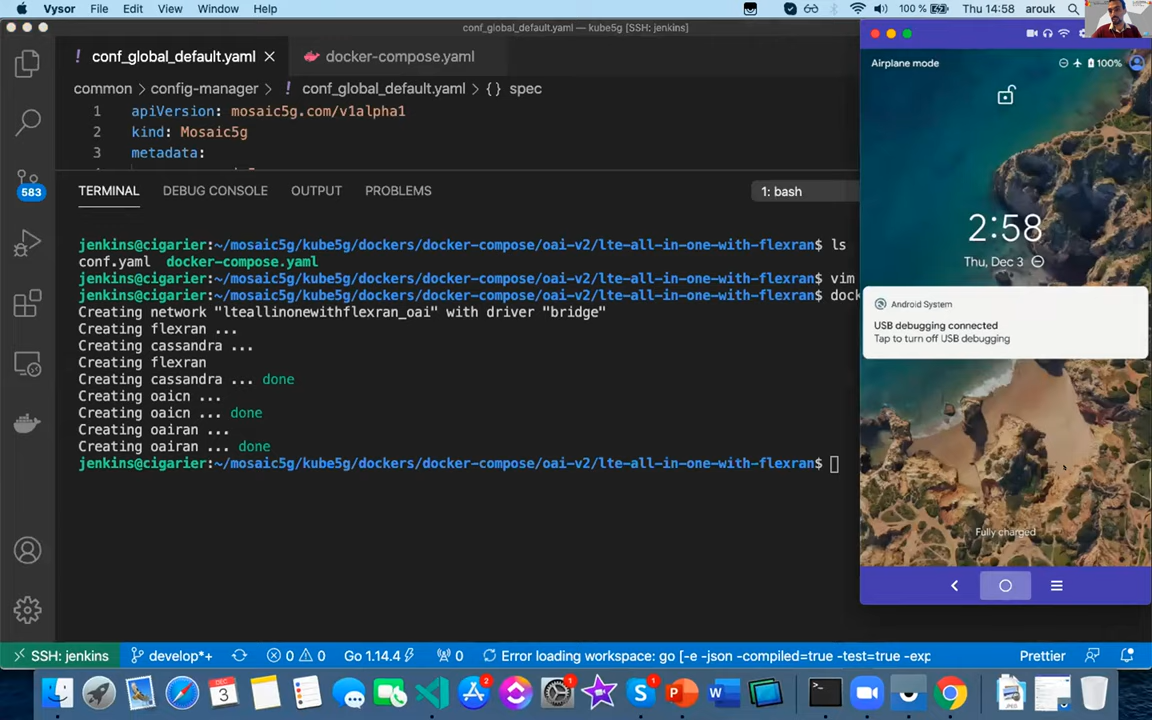 Vysor File Edit View Window Help 100 % Thu 14:58 arouk
conf_global_default.yaml — kube5g [SSH: jenkins]
conf_global_default.yaml docker-compose.yaml
common > config-manager > ! conf_global_default.yaml > {} spec
1 apiVersion: mosaic5g.com/v1alpha1
2 kind: Mosaic5g
3 metadata:
TERMINAL DEBUG CONSOLE OUTPUT PROBLEMS 1: bash
583
jenkins@cigarier:~/mosaic5g/kube5g/dockers/docker-compose/oai-v2/lte-all-in-one-with-flexran$ ls
conf.yaml docker-compose.yaml
jenkins@cigarier:~/mosaic5g/kube5g/dockers/docker-compose/oai-v2/lte-all-in-one-with-flexran$ vim
jenkins@cigarier:~/mosaic5g/kube5g/dockers/docker-compose/oai-v2/lte-all-in-one-with-flexran$ dock
Creating network "lteallinonewithflexran_oai" with driver "bridge"
Creating flexran ...
Creating cassandra ...
Creating flexran
Creating cassandra ... done
Creating oaicn ...
Creating oaicn ... done
Creating oairan ...
Creating oairan ... done
jenkins@cigarier:~/mosaic5g/kube5g/dockers/docker-compose/oai-v2/lte-all-in-one-with-flexran$
Airplane mode 100%
2:58
Thu, Dec 3
Android System
USB debugging connected
Tap to turn off USB debugging
Fully charged
SSH: jenkins develop*+ 0 0 Go 1.14.4 0 Error loading workspace: go [-e -json -compiled=true -test=true -exp Prettier
DEC 3 2 1 1